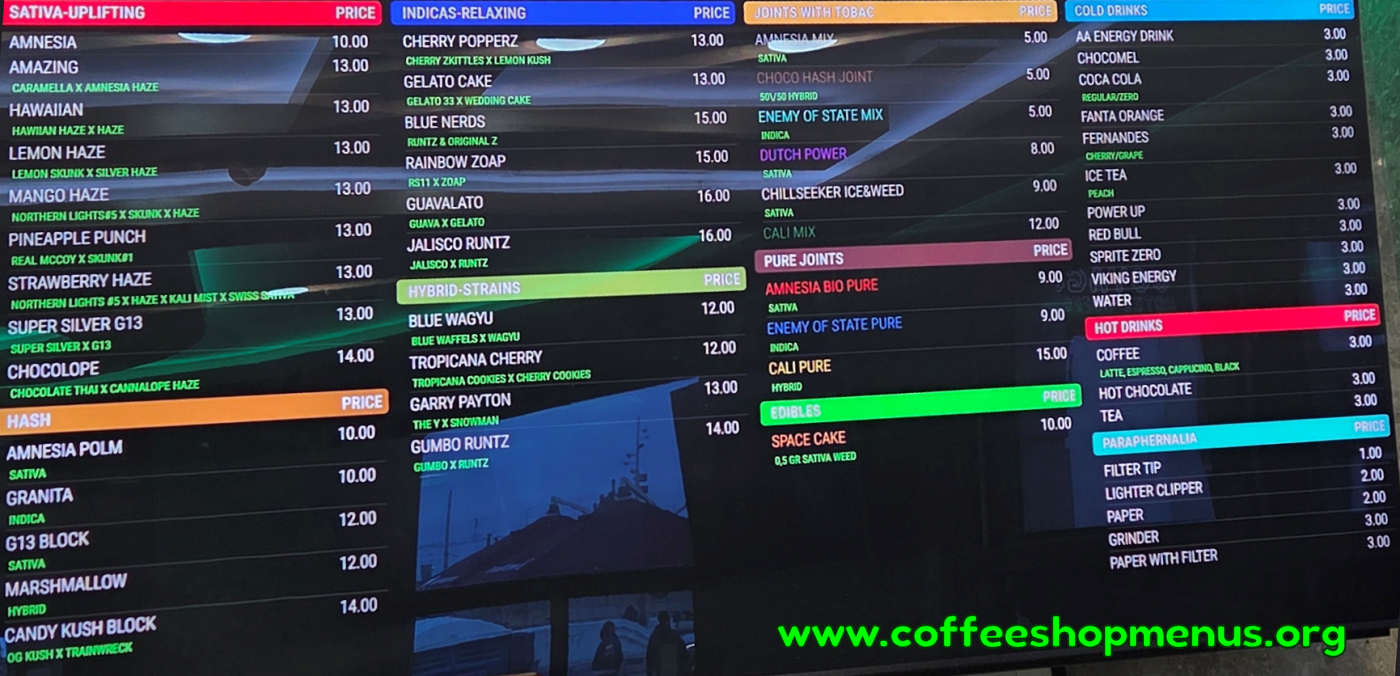 SATIVA-UPLIFTING PRICE
AMNESIA 10.00
AMAZING 13.00
CARAMELLA X AMNESIA HAZE
HAWAIIAN 13.00
HAWIIAN HAZE X HAZE
LEMON HAZE 13.00
LEMON SKUNK X SILVER HAZE
MANGO HAZE 13.00
NORTHERN LIGHTS#5 X SKUNK X HAZE
PINEAPPLE PUNCH 13.00
REAL MCCOY X SKUNK#1
STRAWBERRY HAZE 13.00
NORTHERN LIGHTS #5 X HAZE X KALI MIST X SWISS SATIVA
SUPER SILVER G13 13.00
SUPER SILVER X G13
CHOCOLOPE 14.00
CHOCOLATE THAI X CANNALOPE HAZE
HASH PRICE
AMNESIA POLM 10.00
SATIVA
GRANITA 10.00
INDICA
G13 BLOCK 12.00
SATIVA
MARSHMALLOW 12.00
HYBRID
CANDY KUSH BLOCK 14.00
OG KUSH X TRAINWRECK
INDICAS-RELAXING PRICE
CHERRY POPPERZ 13.00
CHERRY ZKITTLES X LEMON KUSH
GELATO CAKE 13.00
GELATO 33 X WEDDING CAKE
BLUE NERDS 15.00
RUNTZ & ORIGINAL Z
RAINBOW ZOAP 15.00
RS11 X ZOAP
GUAVALATO 16.00
GUAVA X GELATO
JALISCO RUNTZ 16.00
JALISCO X RUNTZ
HYBRID-STRAINS PRICE
BLUE WAGYU 12.00
BLUE WAFFELS X WAGYU
TROPICANA CHERRY 12.00
TROPICANA COOKIES X CHERRY COOKIES
GARRY PAYTON 13.00
THE Y X SNOWMAN
GUMBO RUNTZ 14.00
GUMBO X RUNTZ
JOINTS WITH TOBAC PRICE
AMNESIA MIX 5.00
SATIVA
CHOCO HASH JOINT 5.00
50\/50 HYBRID
ENEMY OF STATE MIX 5.00
INDICA
DUTCH POWER 8.00
SATIVA
CHILLSEEKER ICE&WEED 9.00
SATIVA
CALI MIX 12.00
PURE JOINTS PRICE
AMNESIA BIO PURE 9.00
SATIVA
ENEMY OF STATE PURE 9.00
INDICA
CALI PURE 15.00
HYBRID
EDIBLES PRICE
SPACE CAKE 10.00
0,5 GR SATIVA WEED
COLD DRINKS PRICE
AA ENERGY DRINK 3.00
CHOCOMEL 3.00
COCA COLA 3.00
REGULAR/ZERO
FANTA ORANGE 3.00
FERNANDES 3.00
CHERRY/GRAPE
ICE TEA 3.00
PEACH
POWER UP 3.00
RED BULL 3.00
SPRITE ZERO 3.00
VIKING ENERGY 3.00
WATER 3.00
HOT DRINKS PRICE
COFFEE 3.00
LATTE, ESPRESSO, CAPPUCINO, BLACK
HOT CHOCOLATE 3.00
TEA 3.00
PARAPHERNALIA PRICE
FILTER TIP 1.00
LIGHTER CLIPPER 2.00
PAPER 2.00
GRINDER 3.00
PAPER WITH FILTER 3.00
www.coffeeshopmenus.org